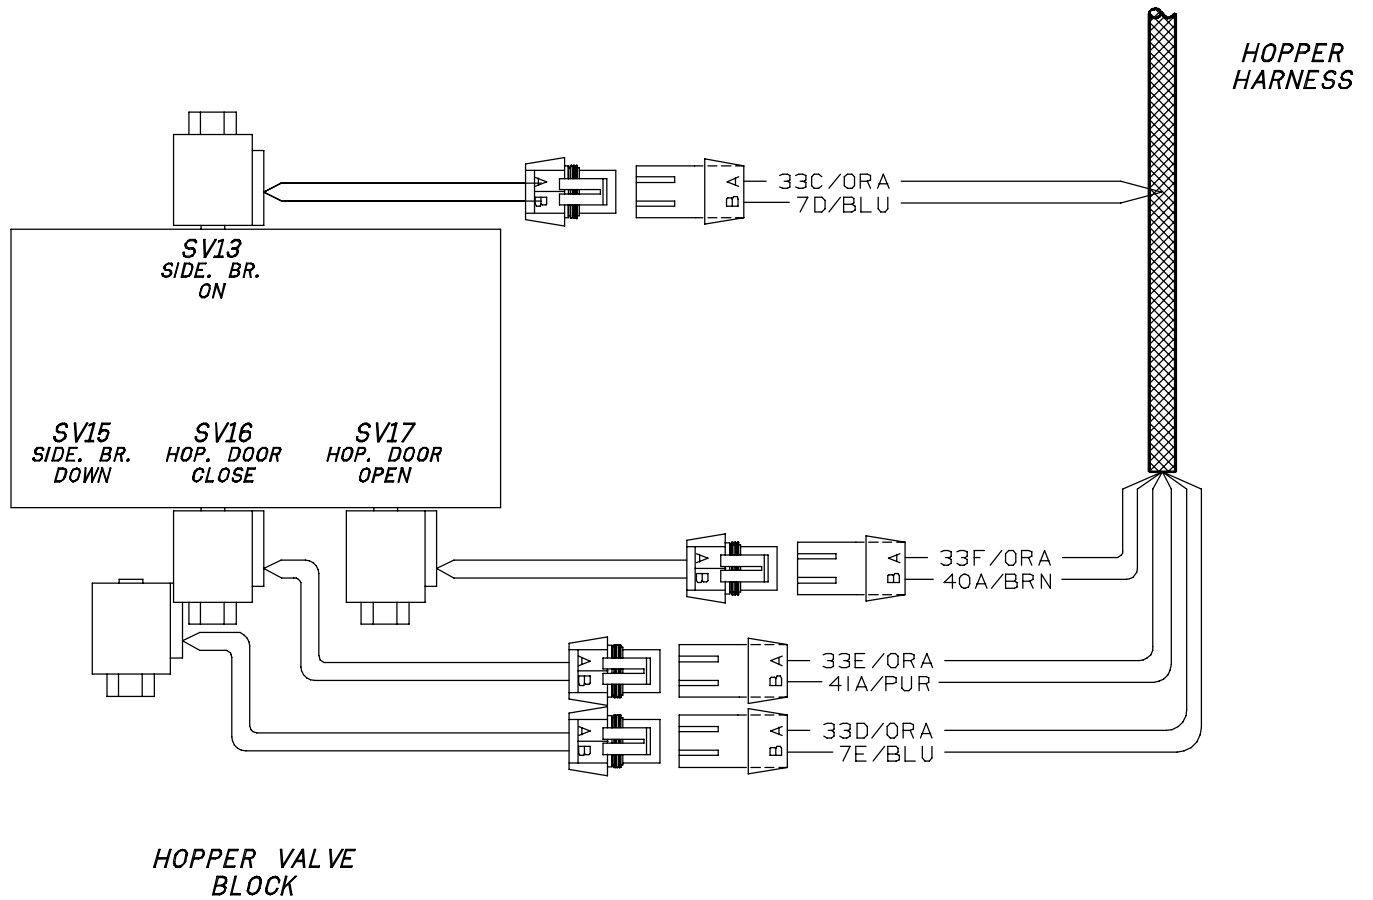 HOPPER
HARNESS
A 33C/ORA
B 7D/BLU
A
B
SV13
SIDE. BR.
ON
SV15
SIDE. BR.
DOWN
SV16
HOP. DOOR
CLOSE
SV17
HOP. DOOR
OPEN
A
B
A 33F/ORA
B 40A/BRN
A
B
A 33E/ORA
B 41A/PUR
A
B
A 33D/ORA
B 7E/BLU
HOPPER VALVE
BLOCK